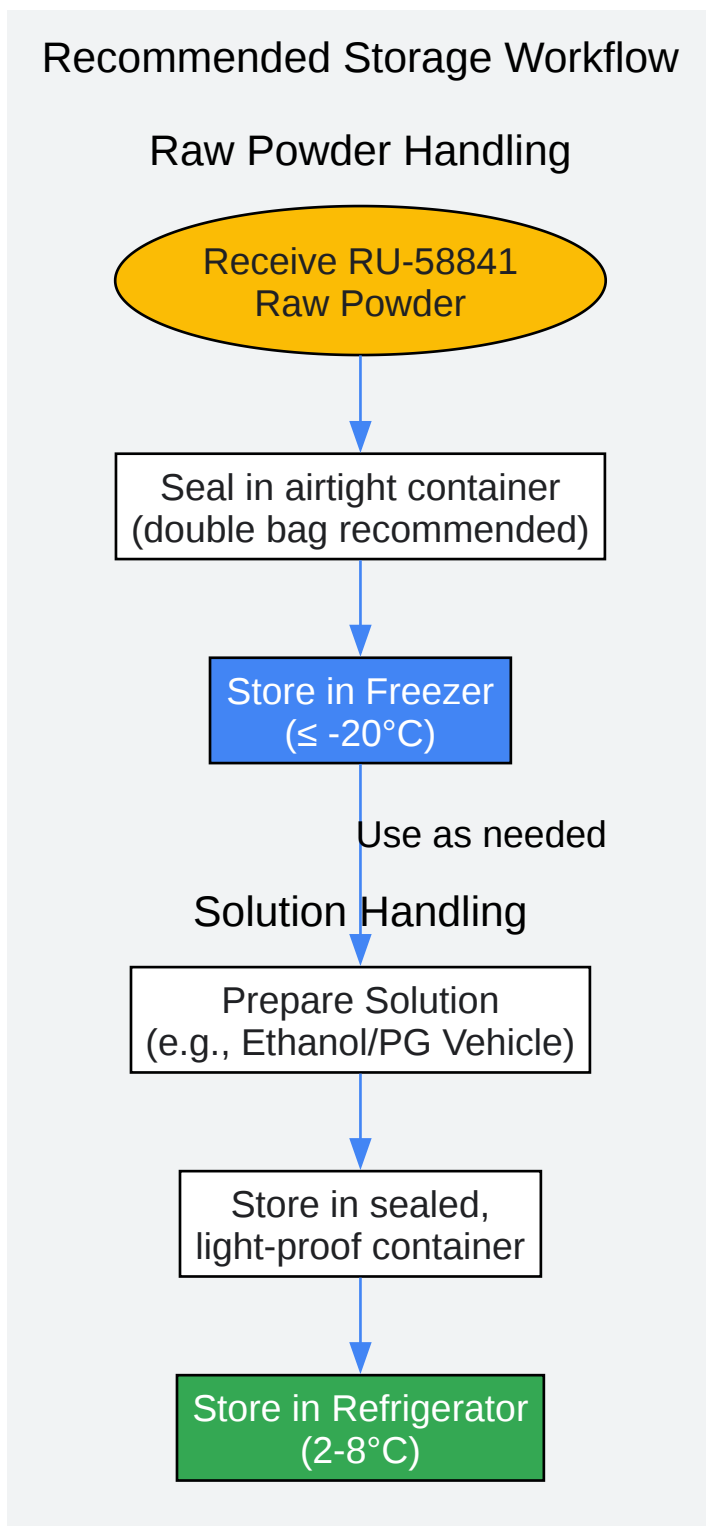 Recommended Storage Workflow
Raw Powder Handling
Receive RU-58841
Raw Powder
Seal in airtight container
(double bag recommended)
Store in Freezer
(≤ -20°C)
Use as needed
Solution Handling
Prepare Solution
(e.g., Ethanol/PG Vehicle)
Store in sealed,
light-proof container
Store in Refrigerator
(2-8°C)